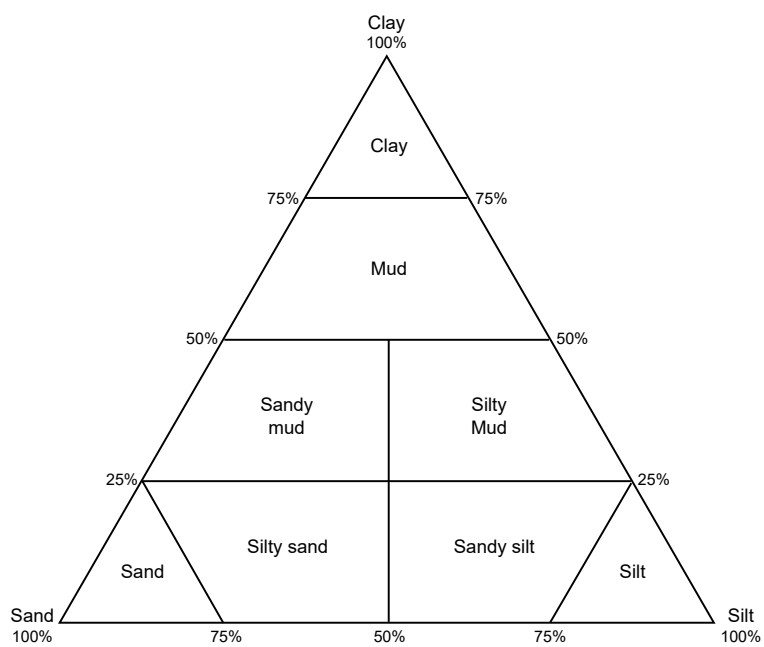 Clay
100%
Clay
75%
75%
Mud
50%
50%
Sandy
mud
Silty
Mud
25%
25%
Silty sand
Sandy silt
Sand
Silt
Sand
100%
75%
50%
75%
Silt
100%